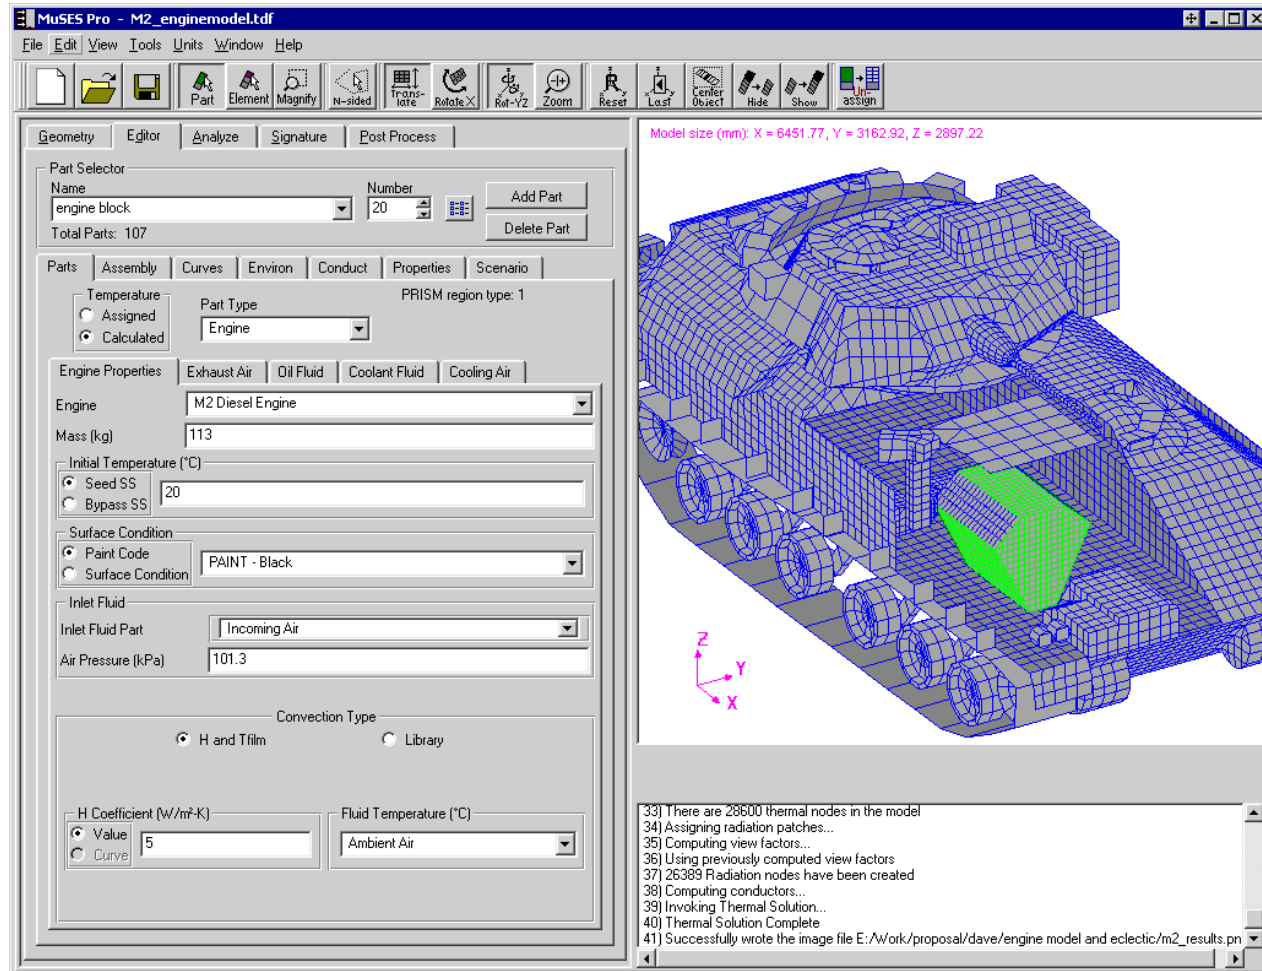 MuSES Pro - M2_enginemodel.tdf
File Edit View Tools Units Window Help
Part Element Magnify N-sided Trans-late Rotate X Rot-YZ Zoom Reset Last Center Object Hide Show Un-assign
Geometry Editor Analyze Signature Post Process
Part Selector
Name Number
engine block 20 Add Part
Total Parts: 107 Delete Part
Parts Assembly Curves Environ Conduct Properties Scenario
Temperature Part Type PRISM region type: 1
Assigned
Calculated Engine
Engine Properties Exhaust Air Oil Fluid Coolant Fluid Cooling Air
Engine M2 Diesel Engine
Mass (kg) 113
Initial Temperature (°C)
Seed SS 20
Bypass SS
Surface Condition
Paint Code PAINT - Black
Surface Condition
Inlet Fluid
Inlet Fluid Part Incoming Air
Air Pressure (kPa) 101.3
Convection Type
H and Tfilm Library
H Coefficient (W/m²-K) Fluid Temperature (°C)
Value 5 Ambient Air
Curve
Model size (mm): X = 6451.77, Y = 3162.92, Z = 2897.22
Z
Y
X
33) There are 28600 thermal nodes in the model
34) Assigning radiation patches...
35) Computing view factors...
36) Using previously computed view factors
37) 26389 Radiation nodes have been created
38) Computing conductors...
39) Invoking Thermal Solution...
40) Thermal Solution Complete
41) Successfully wrote the image file E:/Work/proposal/dave/engine model and eclectic/m2_results.pn